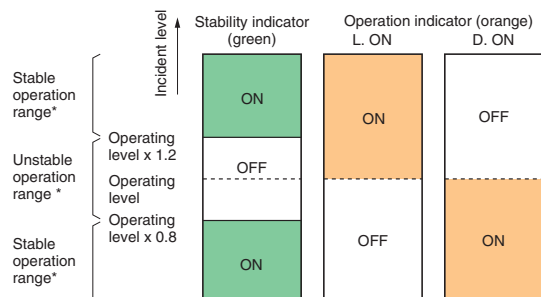 Incident level
Stability indicator
(green)
Operation indicator (orange)
L. ON
D. ON
Stable
operation
range*
Unstable
operation
range *
Stable
operation
range*
Operating
level x 1.2
Operating
level
Operating
level x 0.8
ON
OFF
ON
ON
OFF
OFF
ON